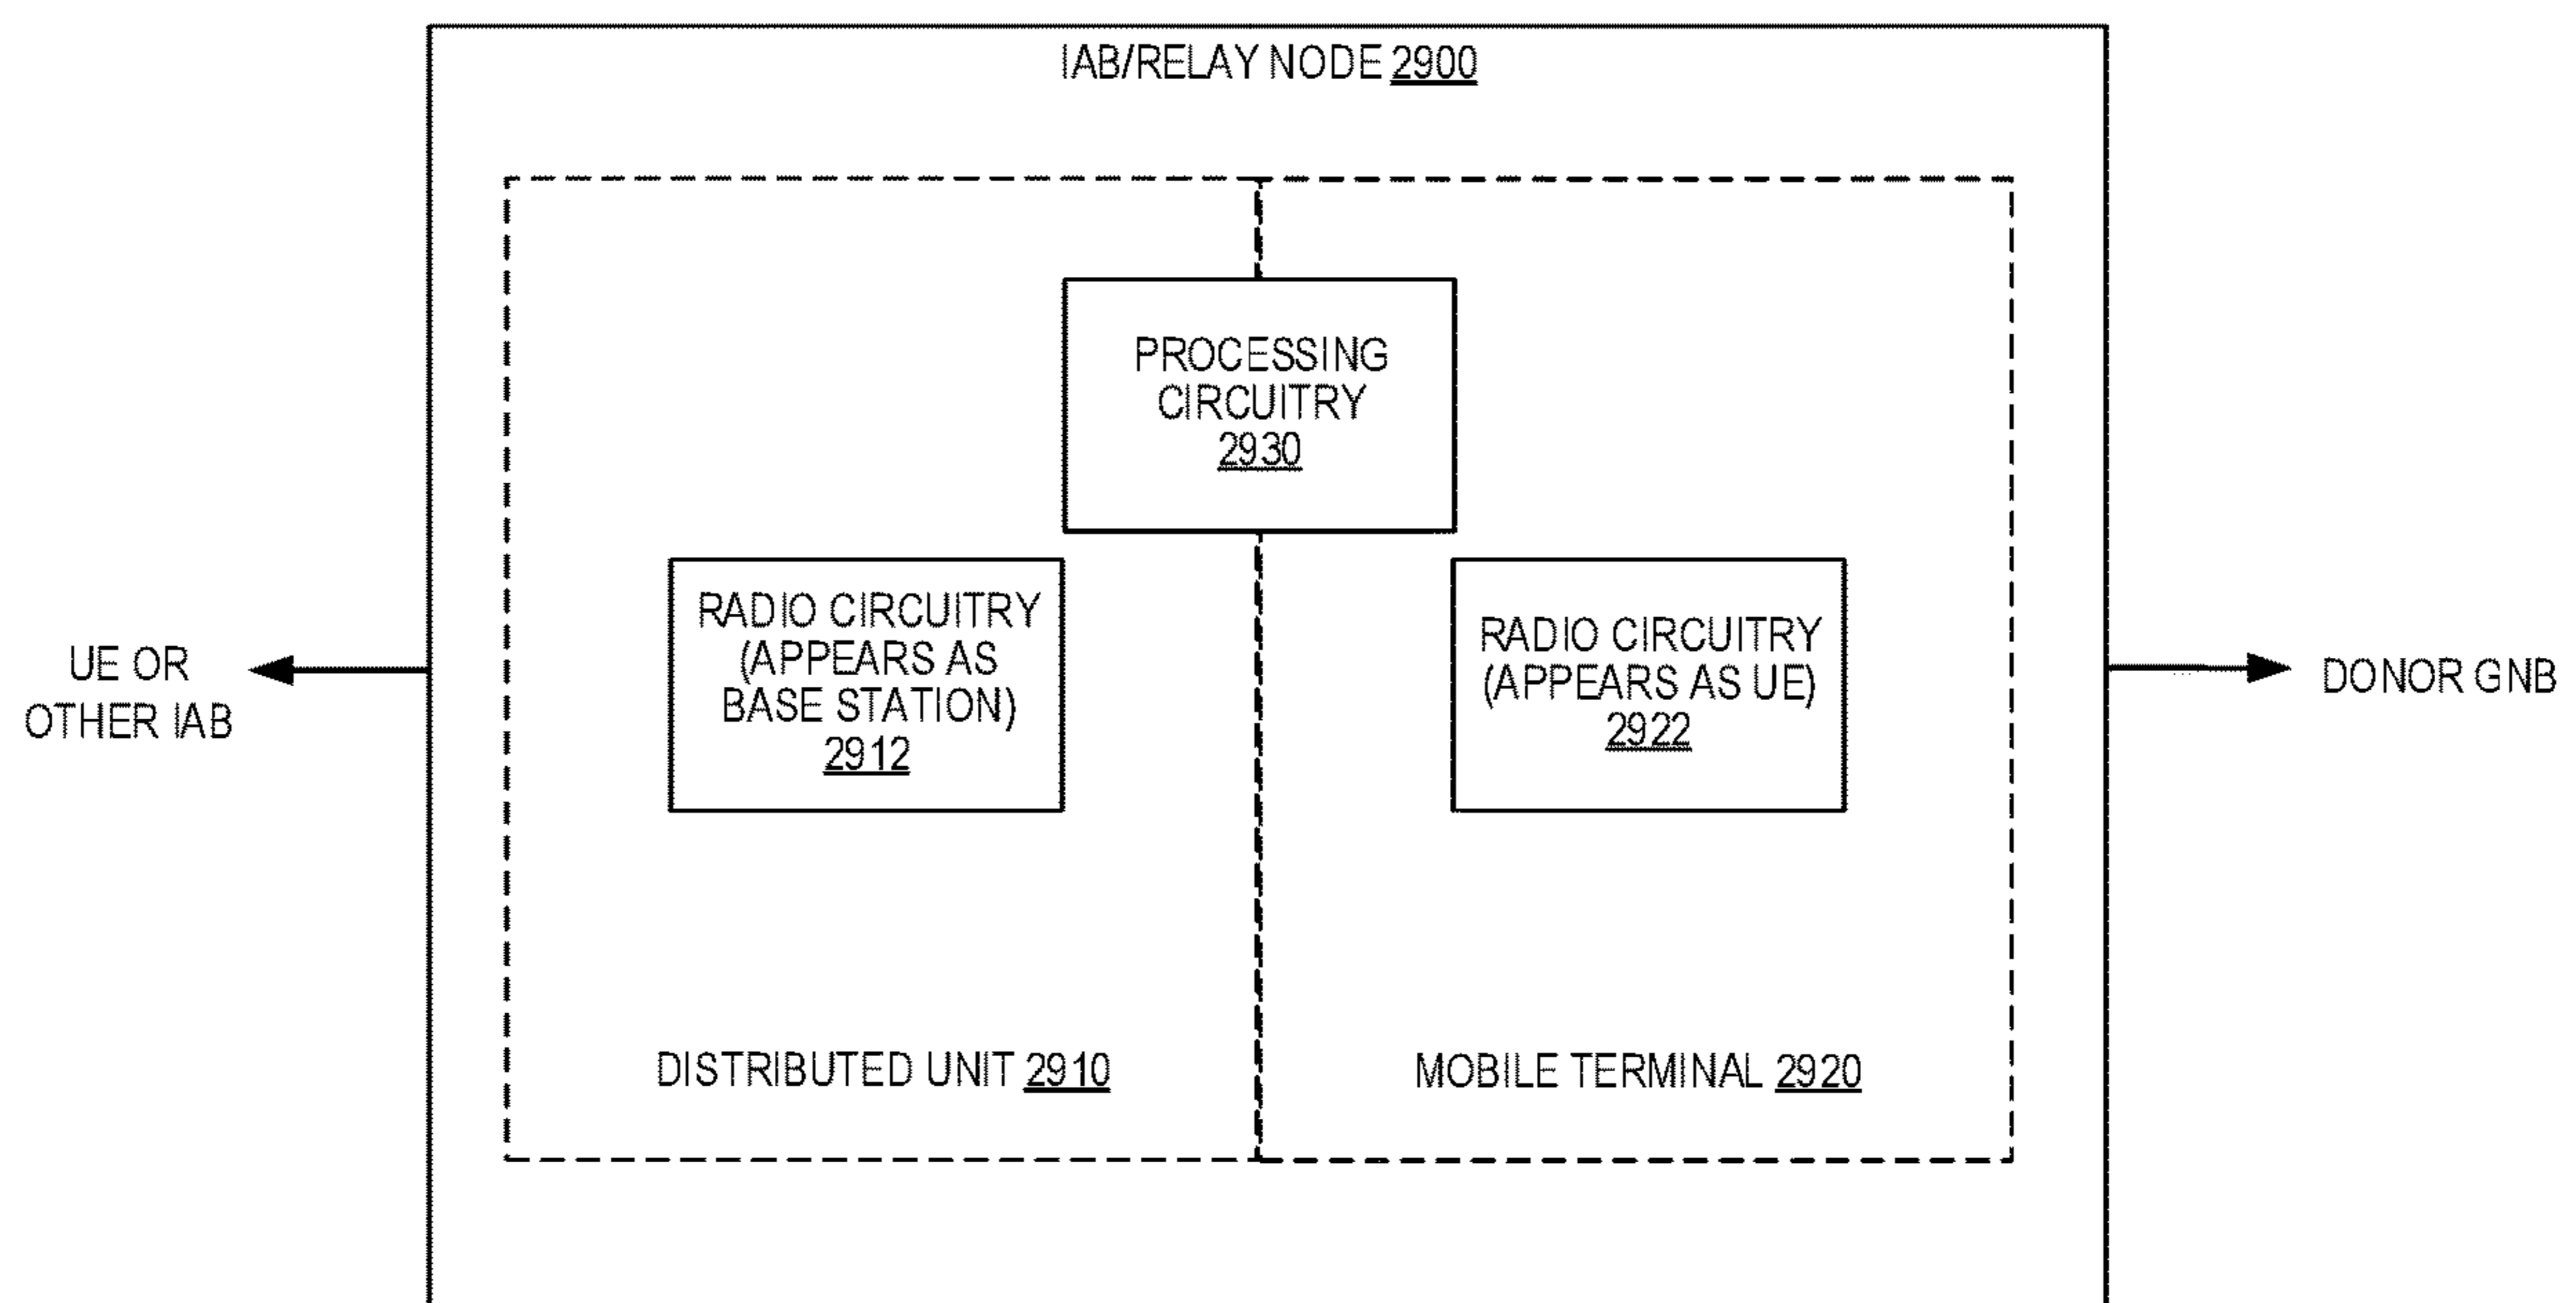 IAB/RELAY NODE 2900
PROCESSING
CIRCUITRY
2930
RADIO CIRCUITRY
(APPEARS AS
BASE STATION)
2912
RADIO CIRCUITRY
(APPEARS AS UE)
2922
UE OR
OTHER IAB
DONOR GNB
DISTRIBUTED UNIT 2910
MOBILE TERMINAL 2920